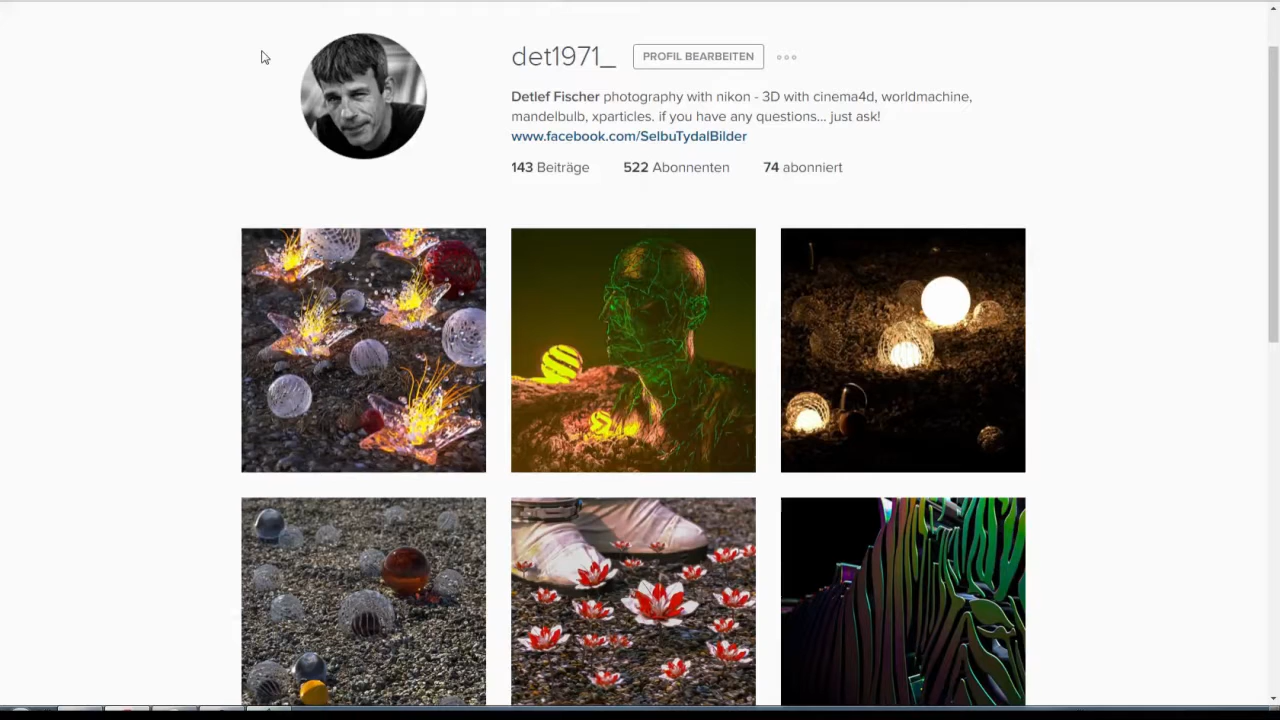 det1971_ PROFIL BEARBEITEN
Detlef Fischer photography with nikon - 3D with cinema4d, worldmachine,
mandelbulb, xparticles. if you have any questions... just ask!
www.facebook.com/SelbuTydalBilder
143 Beiträge 522 Abonnenten 74 abonniert